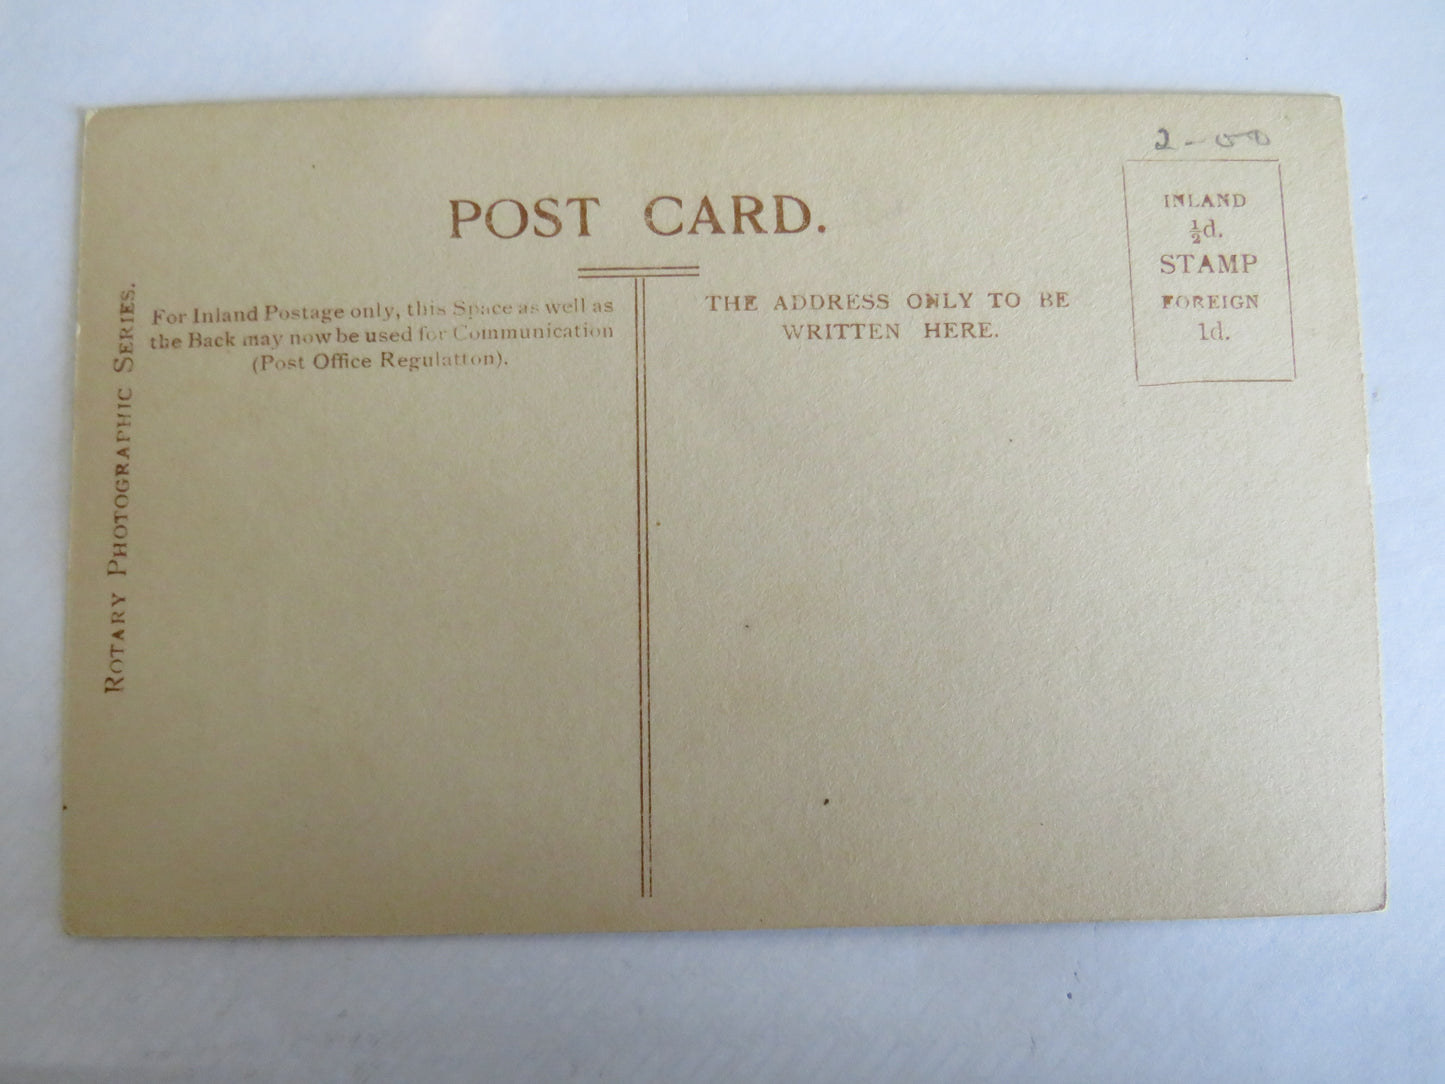 2-00
POST CARD.
INLAND
½d.
STAMP
FOREIGN
1d.
For Inland Postage only, this Space as well as
the Back may now be used for Communication
(Post Office Regulatton).
THE ADDRESS ONLY TO BE
WRITTEN HERE.
ROTARY PHOTOGRAPHIC SERIES.